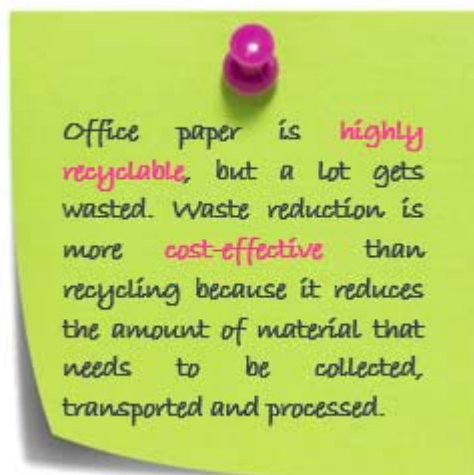 Office paper is highly
recyclable, but a lot gets
wasted. Waste reduction is
more cost-effective than
recycling because it reduces
the amount of material that
needs to be collected,
transported and processed.